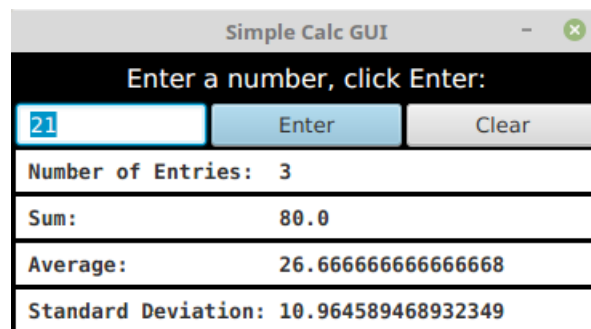 Simple Calc GUI
Enter a number, click Enter:
21 Enter Clear
Number of Entries: 3
Sum: 80.0
Average: 26.666666666666668
Standard Deviation: 10.964589468932349